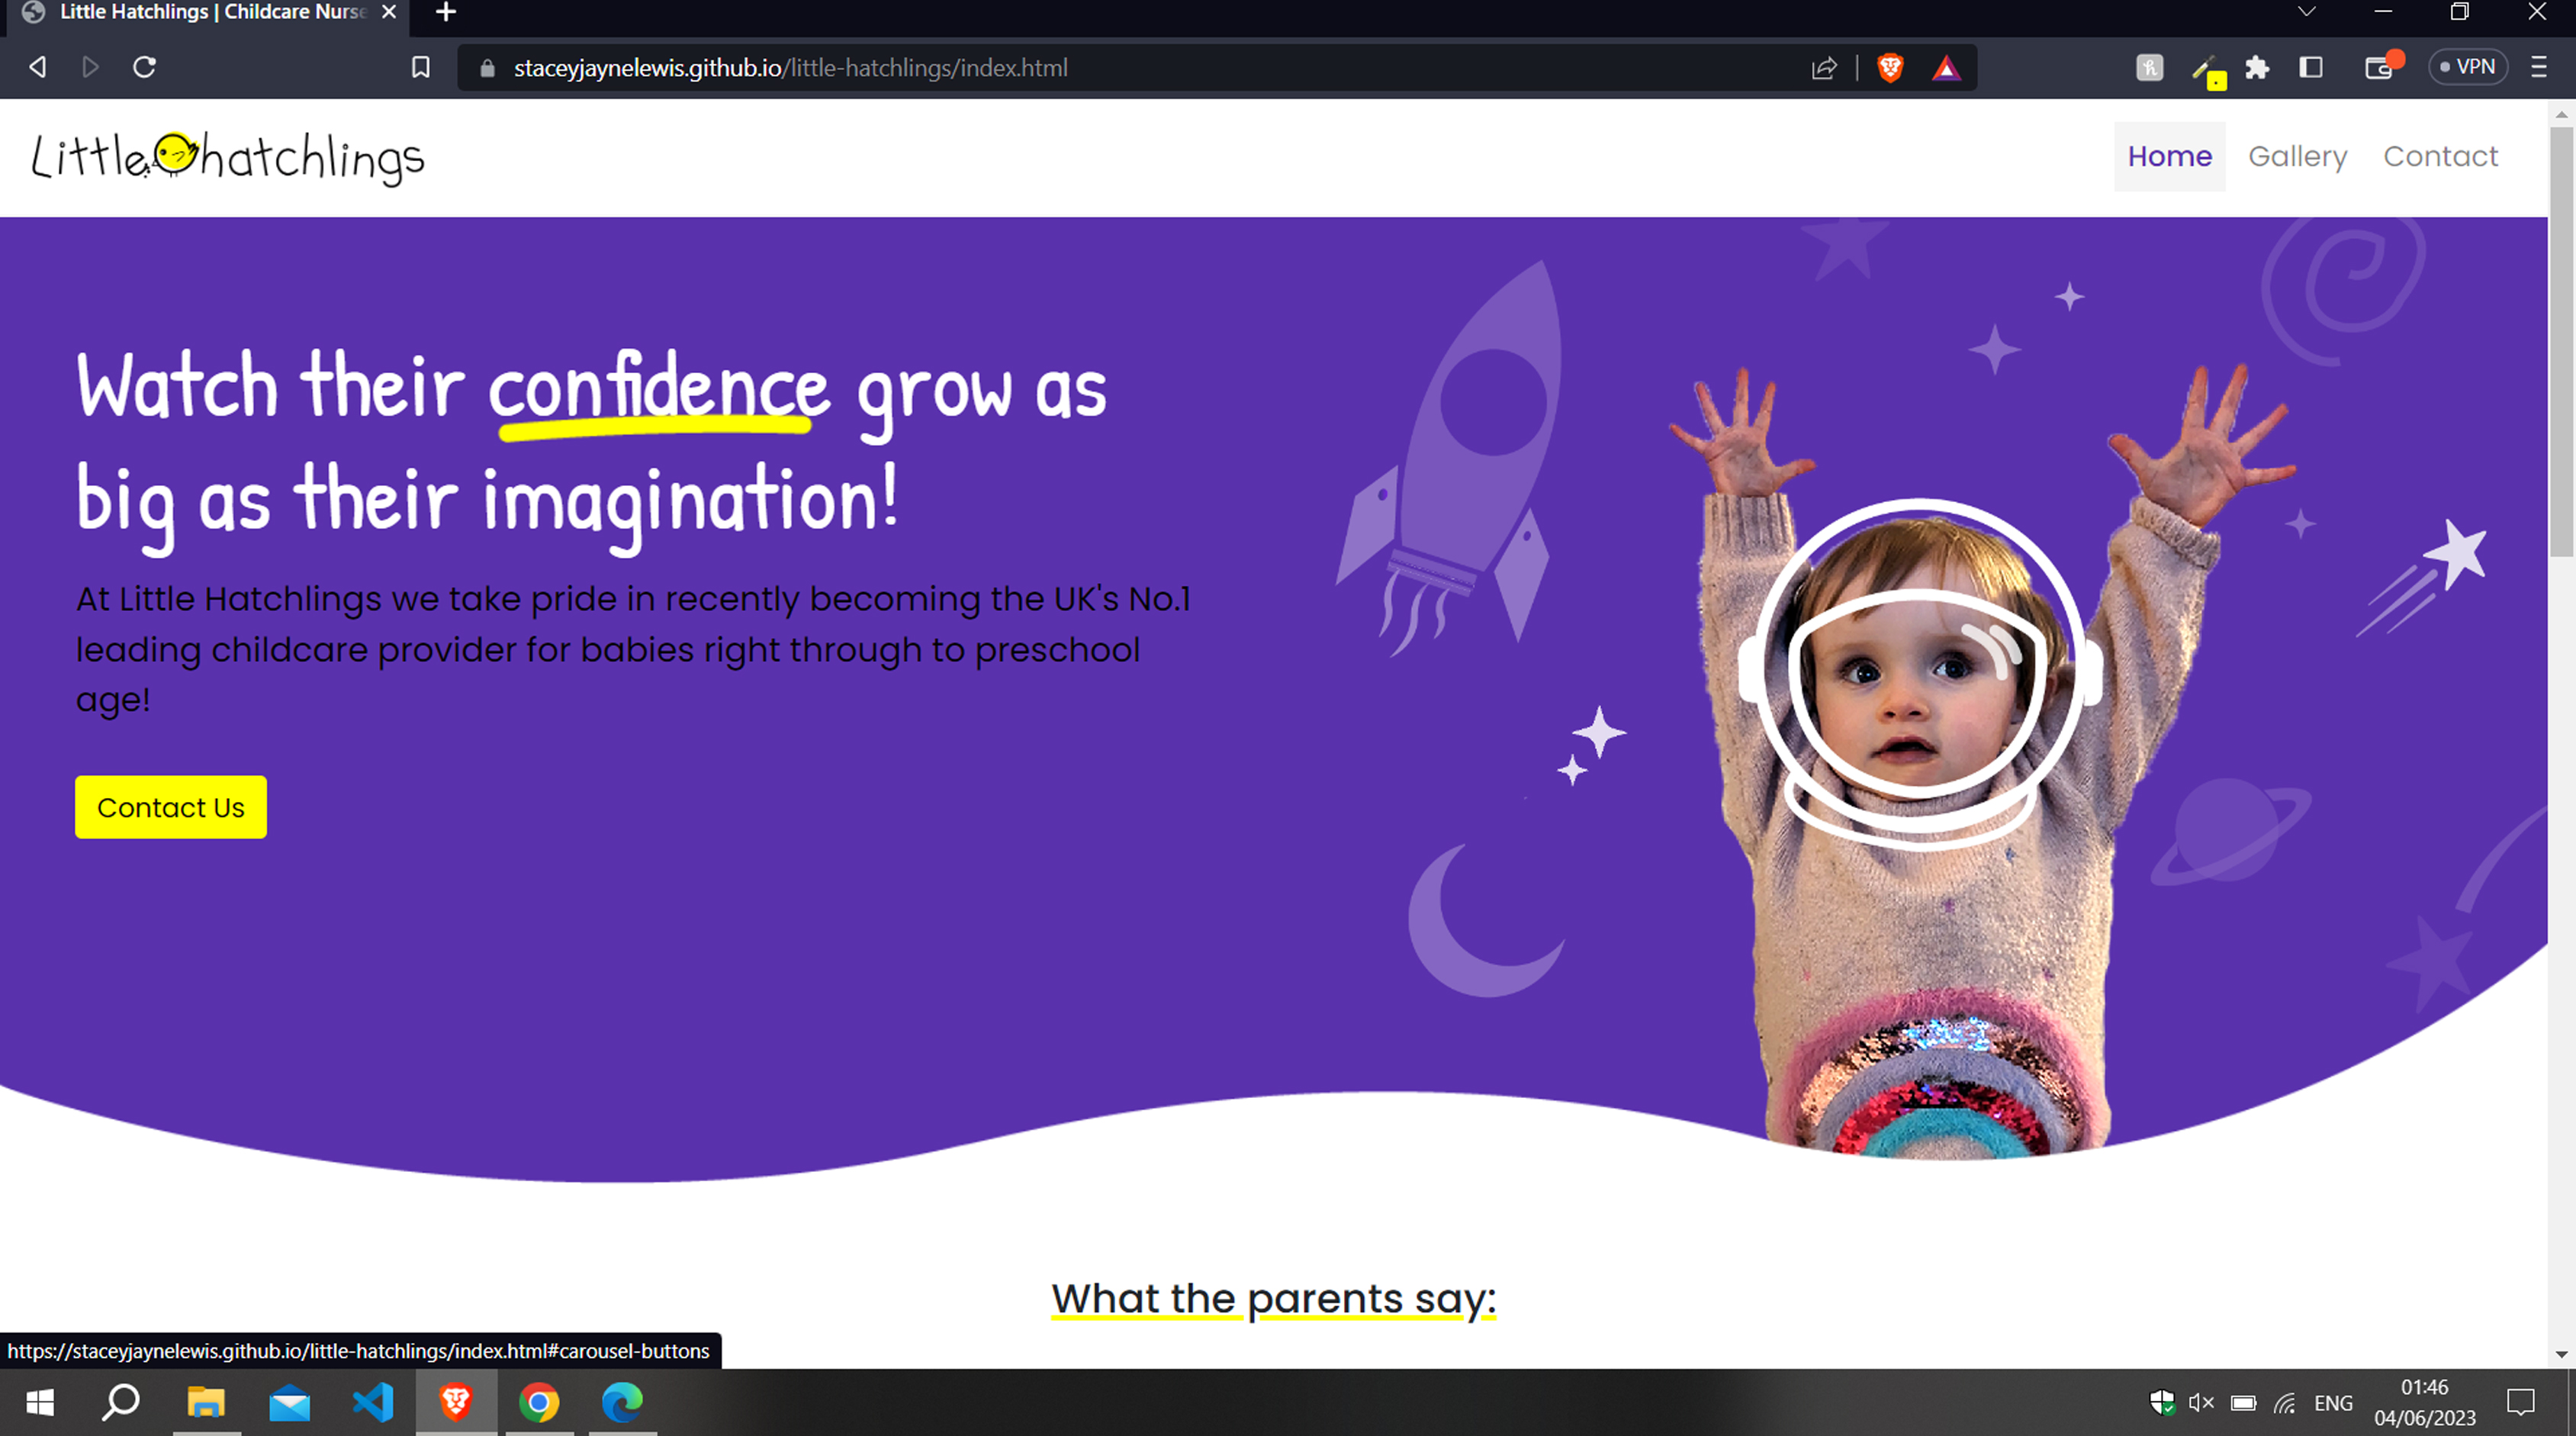 Little Hatchlings | Childcare Nurse
staceyjaynelewis.github.io/little-hatchlings/index.html
VPN
Little hatchlings
Home Gallery Contact
Watch their confidence grow as
big as their imagination!
At Little Hatchlings we take pride in recently becoming the UK's No.1
leading childcare provider for babies right through to preschool
age!
Contact Us
What the parents say:
https://staceyjaynelewis.github.io/little-hatchlings/index.html#carousel-buttons
ENG
01:46
04/06/2023